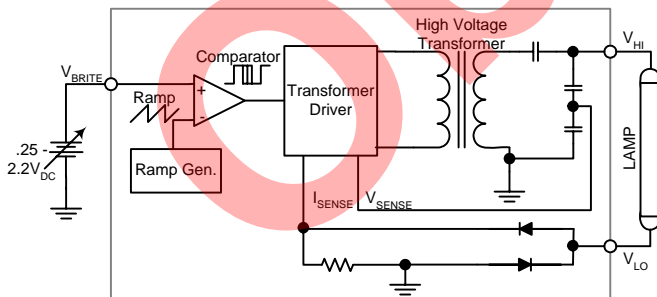 High Voltage
Transformer
V_HI
Comparator
V_BRITE
+
-
Ramp
Transformer
Driver
.25 -
2.2V_DC
Ramp Gen.
LAMP
I_SENSE
V_SENSE
V_LO